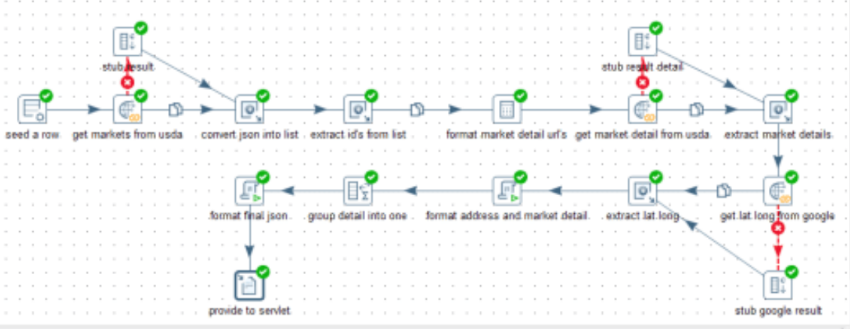 stub result
stub result detail
seed a row
get markets from usda
convert json into list
extract id's from list
format market detail url's
get market detail from usda
extract market details
format final json
group detail into one
format address and market detail
extract lat long
get lat long from google
provide to servlet
stub google result